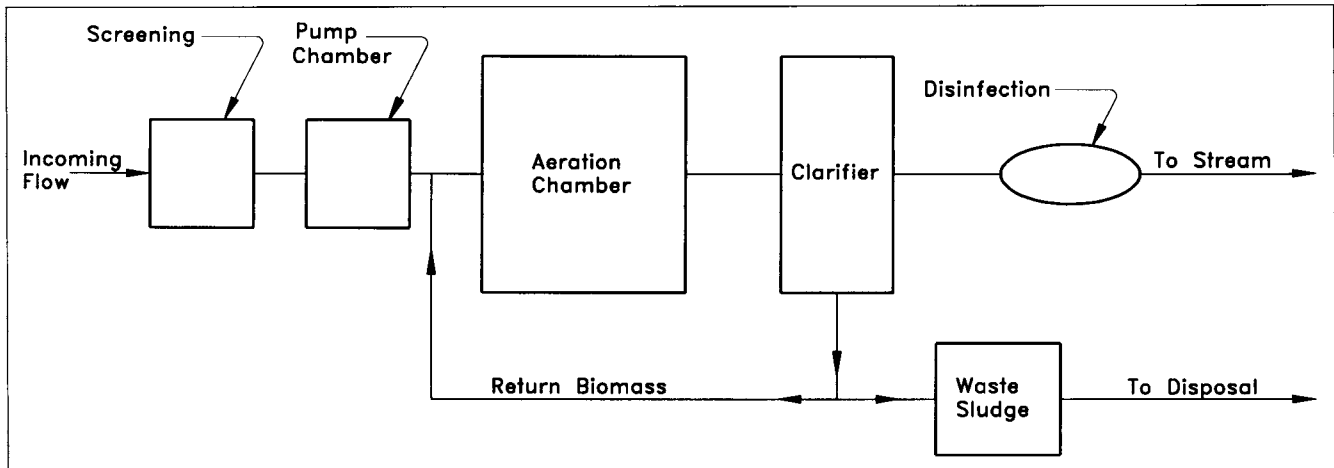 Screening
Pump
Chamber
Disinfection
Incoming
Flow
Aeration
Chamber
Clarifier
To Stream
Return Biomass
Waste
Sludge
To Disposal